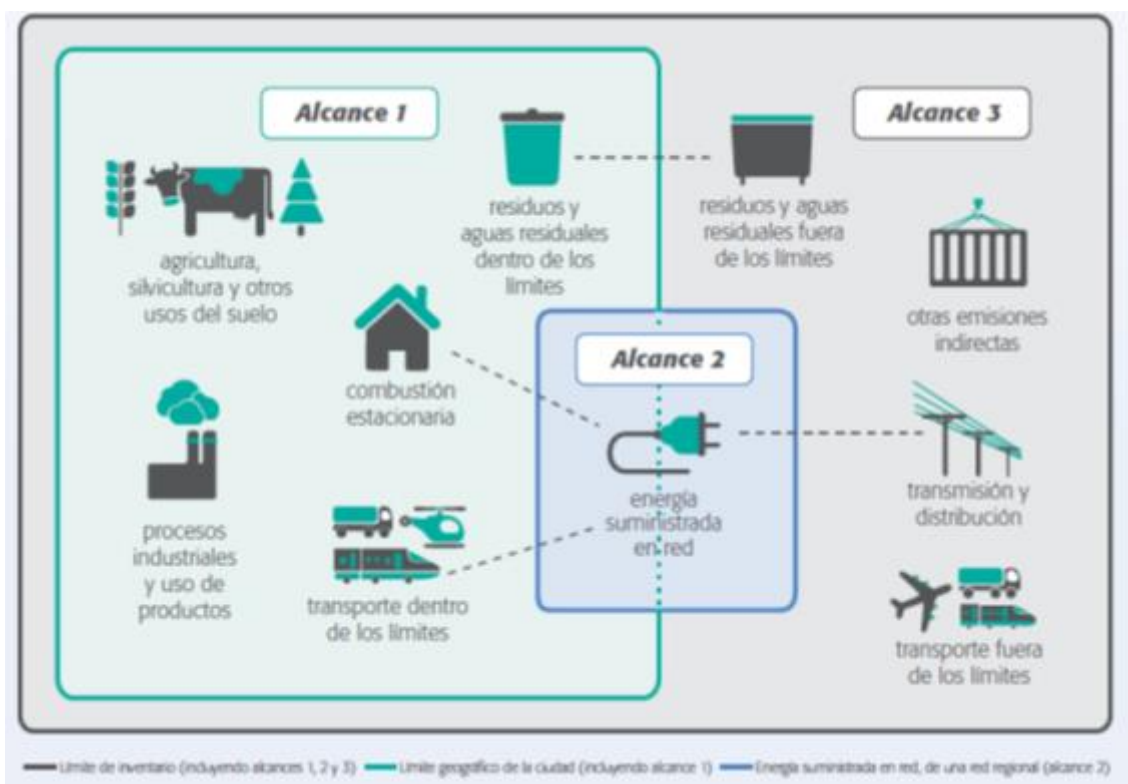 Alcance 1
Alcance 3
agricultura,
silvicultura y otros
usos del suelo
residuos y
aguas residuales
dentro de los
límites
residuos y aguas
residuales fuera
de los límites
otras emisiones
indirectas
combustión
estacionaria
Alcance 2
energía
suministrada
en red
transmisión y
distribución
procesos
industriales
y uso de
productos
transporte dentro
de los límites
transporte fuera
de los límites
Límite de inventario (incluyendo alcances 1, 2 y 3) Límite geográfico de la ciudad (incluyendo alcance 1) Energía suministrada en red, de una red regional (alcance 2)